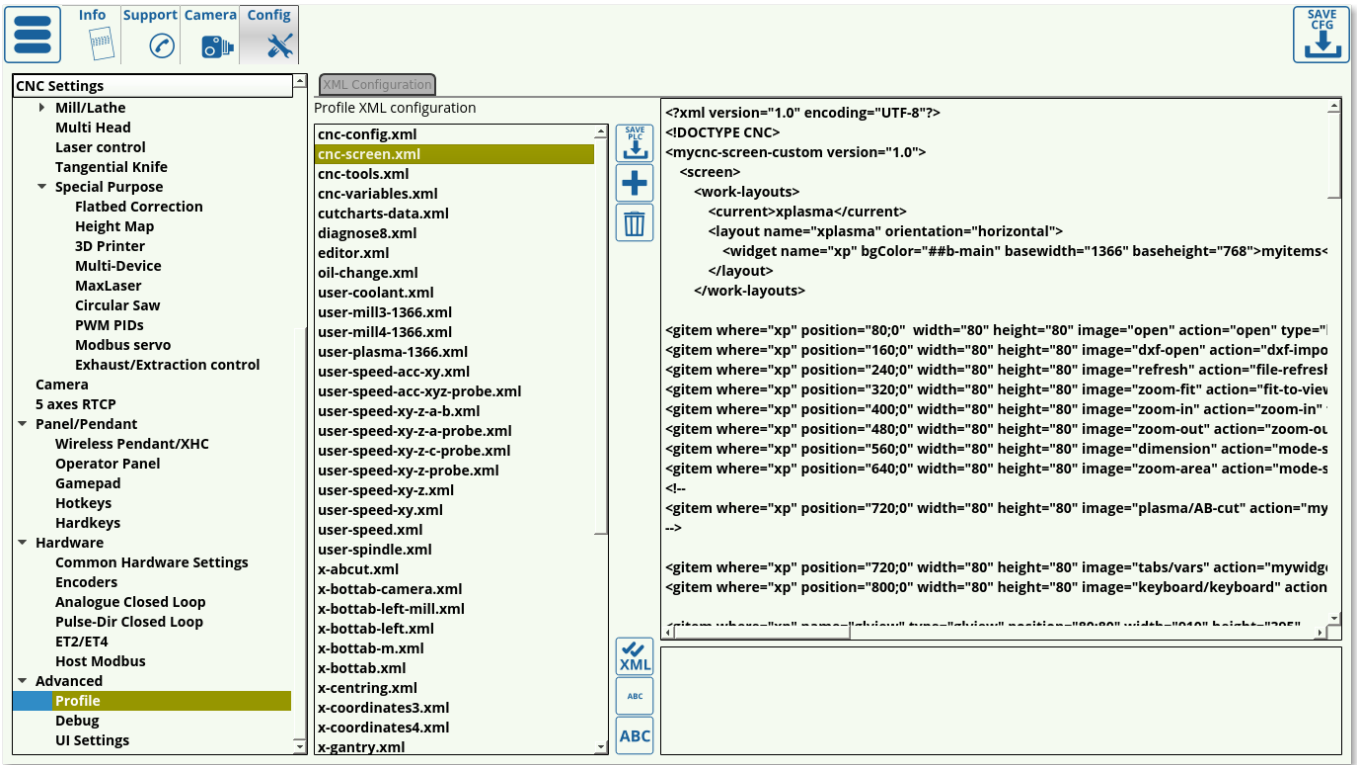 Info
Support
Camera
Config
SAVE
CFG
CNC Settings
Mill/Lathe
Multi Head
Laser control
Tangential Knife
Special Purpose
Flatbed Correction
Height Map
3D Printer
Multi-Device
MaxLaser
Circular Saw
PWM PIDs
Modbus servo
Exhaust/Extraction control
Camera
5 axes RTCP
Panel/Pendant
Wireless Pendant/XHC
Operator Panel
Gamepad
Hotkeys
Hardkeys
Hardware
Common Hardware Settings
Encoders
Analogue Closed Loop
Pulse-Dir Closed Loop
ET2/ET4
Host Modbus
Advanced
Profile
Debug
UI Settings
XML Configuration
Profile XML configuration
cnc-config.xml
cnc-screen.xml
cnc-tools.xml
cnc-variables.xml
cutcharts-data.xml
diagnose8.xml
editor.xml
oil-change.xml
user-coolant.xml
user-mill3-1366.xml
user-mill4-1366.xml
user-plasma-1366.xml
user-speed-acc-xy.xml
user-speed-acc-xyz-probe.xml
user-speed-xy-z-a-b.xml
user-speed-xy-z-a-probe.xml
user-speed-xy-z-c-probe.xml
user-speed-xy-z-probe.xml
user-speed-xy-z.xml
user-speed-xy.xml
user-speed.xml
user-spindle.xml
x-abcut.xml
x-bottab-camera.xml
x-bottab-left-mill.xml
x-bottab-left.xml
x-bottab-m.xml
x-bottab.xml
x-centring.xml
x-coordinates3.xml
x-coordinates4.xml
x-gantry.xml
SAVE
PLC
XML
ABC
ABC
<?xml version="1.0" encoding="UTF-8"?>
<!DOCTYPE CNC>
<mycnc-screen-custom version="1.0">
<screen>
<work-layouts>
<current>xplasma</current>
<layout name="xplasma" orientation="horizontal">
<widget name="xp" bgColor="##b-main" basewidth="1366" baseheight="768">myitems<
</layout>
</work-layouts>
<gitem where="xp" position="80;0" width="80" height="80" image="open" action="open" type="
<gitem where="xp" position="160;0" width="80" height="80" image="dxf-open" action="dxf-impo
<gitem where="xp" position="240;0" width="80" height="80" image="refresh" action="file-refresh
<gitem where="xp" position="320;0" width="80" height="80" image="zoom-fit" action="fit-to-view
<gitem where="xp" position="400;0" width="80" height="80" image="zoom-in" action="zoom-in"
<gitem where="xp" position="480;0" width="80" height="80" image="zoom-out" action="zoom-ou
<gitem where="xp" position="560;0" width="80" height="80" image="dimension" action="mode-s
<gitem where="xp" position="640;0" width="80" height="80" image="zoom-area" action="mode-s
<!--
<gitem where="xp" position="720;0" width="80" height="80" image="plasma/AB-cut" action="my
-->
<gitem where="xp" position="720;0" width="80" height="80" image="tabs/vars" action="mywidge
<gitem where="xp" position="800;0" width="80" height="80" image="keyboard/keyboard" action